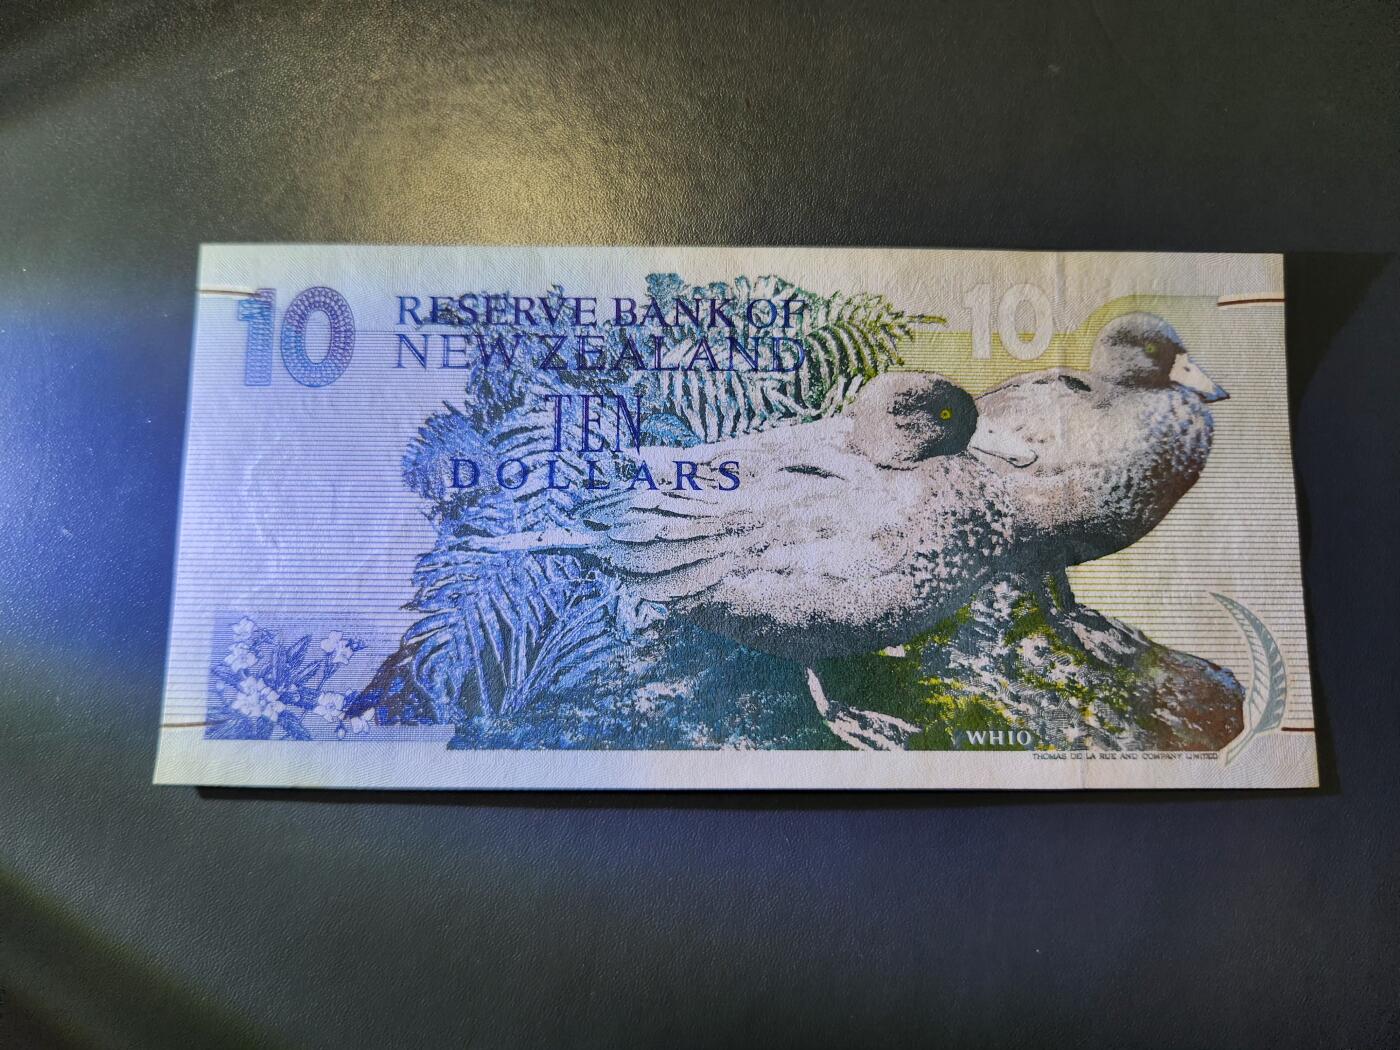 10
RESERVE BANK OF
NEW ZEALAND
TEN
DOLLARS
10
WHIO
THOMAS DE LA RUE AND COMPANY LIMITED